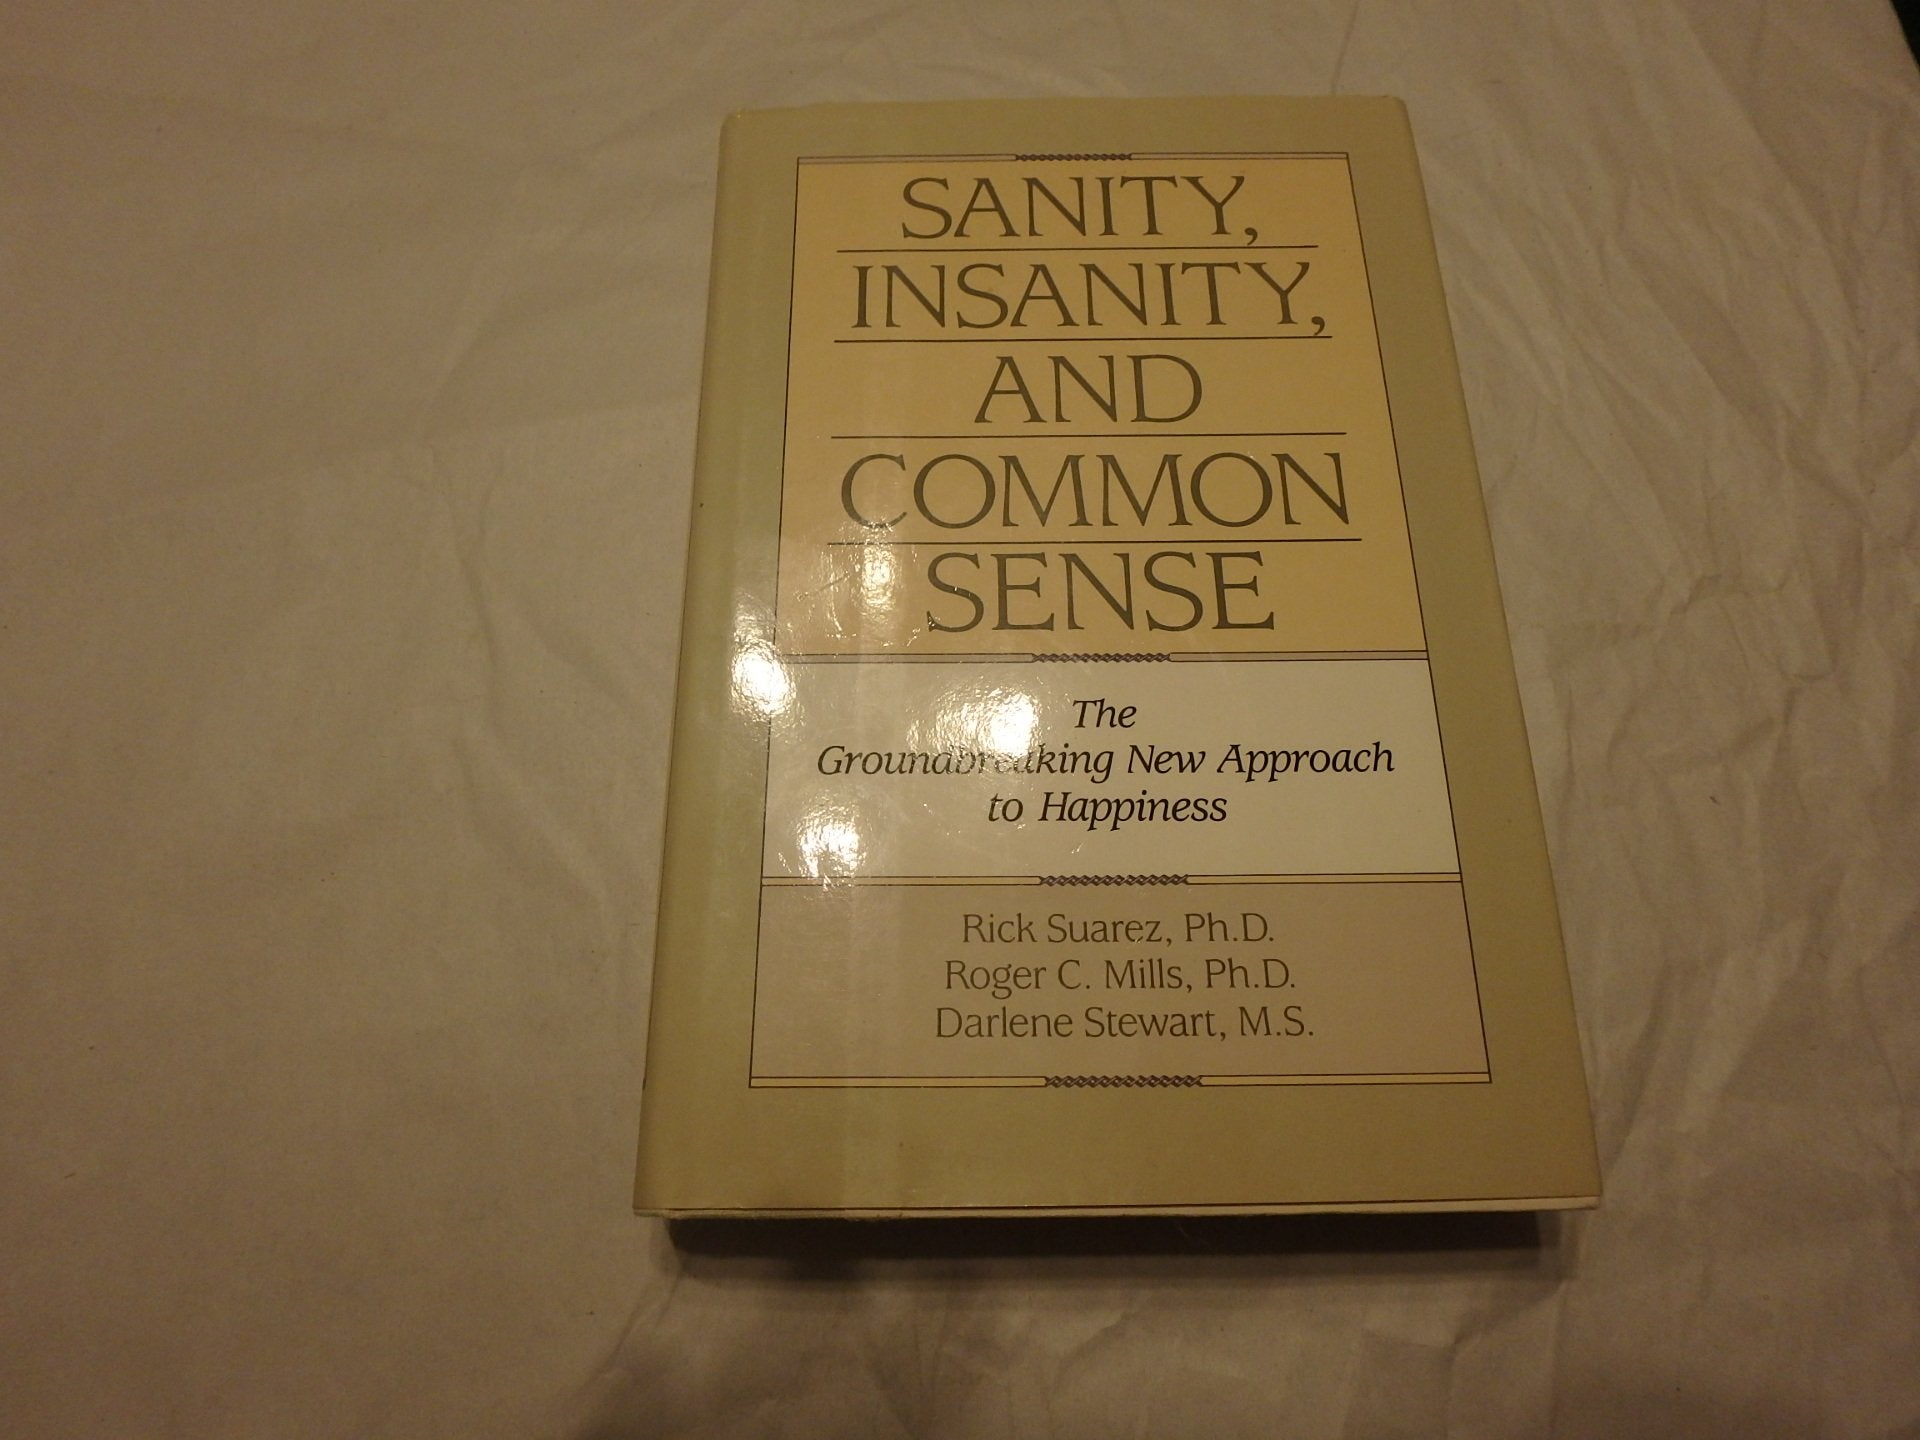 SANITY,
INSANITY,
AND
COMMON
SENSE
The
Groundbreaking New Approach
to Happiness
Rick Suarez, Ph.D.
Roger C. Mills, Ph.D.
Darlene Stewart, M.S.